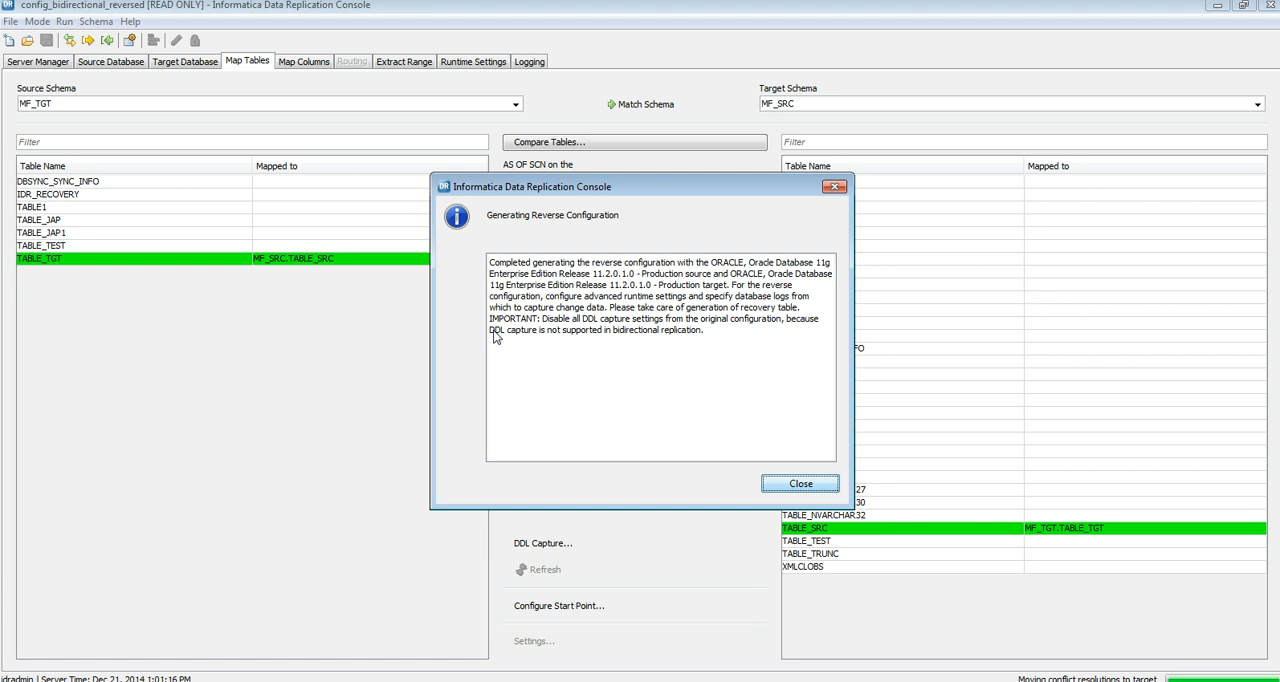 config_bidirectional_reversed [READ ONLY] - Informatica Data Replication Console
File Mode Run Schema Help
Server Manager Source Database Target Database Map Tables Map Columns Routing Extract Range Runtime Settings Logging
Source Schema
Target Schema
MF_TGT
Match Schema
MF_SRC
Filter
Compare Tables...
Filter
Table Name Mapped to
AS OF SCN on the
Table Name Mapped to
DBSYNC_SYNC_INFO
IDR_RECOVERY
TABLE1
TABLE_JAP
TABLE_JAP1
TABLE_TEST
TABLE_TGT MF_SRC.TABLE_SRC
DR Informatica Data Replication Console
Generating Reverse Configuration
Completed generating the reverse configuration with the ORACLE, Oracle Database 11g
Enterprise Edition Release 11.2.0.1.0 - Production source and ORACLE, Oracle Database
11g Enterprise Edition Release 11.2.0.1.0 - Production target. For the reverse
configuration, configure advanced runtime settings and specify database logs from
which to capture change data. Please take care of generation of recovery table.
IMPORTANT: Disable all DDL capture settings from the original configuration, because
DDL capture is not supported in bidirectional replication.
Close
FO
27
30
TABLE_NVARCHAR32
TABLE_SRC MF_TGT.TABLE_TGT
TABLE_TEST
TABLE_TRUNC
XMLCLOBS
DDL Capture...
Refresh
Configure Start Point...
Settings...
idradmin | Server Time: Dec 21, 2014 1:01:16 PM
Moving conflict resolutions to target